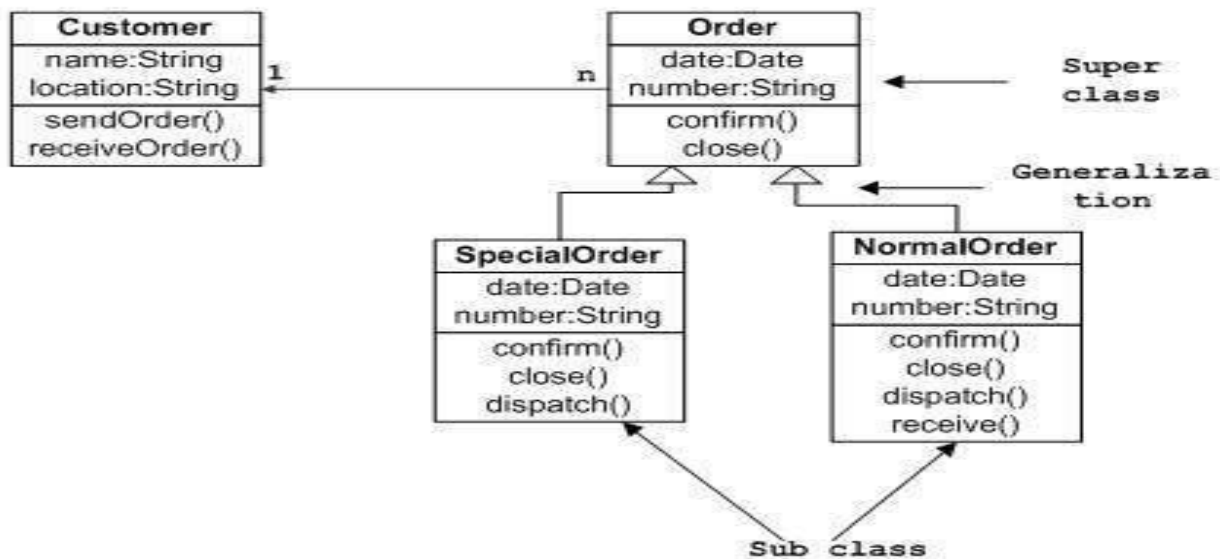 Customer
name:String
location:String
sendOrder()
receiveOrder()
1
n
Order
date:Date
number:String
confirm()
close()
Super
class
Generaliza
tion
SpecialOrder
date:Date
number:String
confirm()
close()
dispatch()
NormalOrder
date:Date
number:String
confirm()
close()
dispatch()
receive()
Sub class